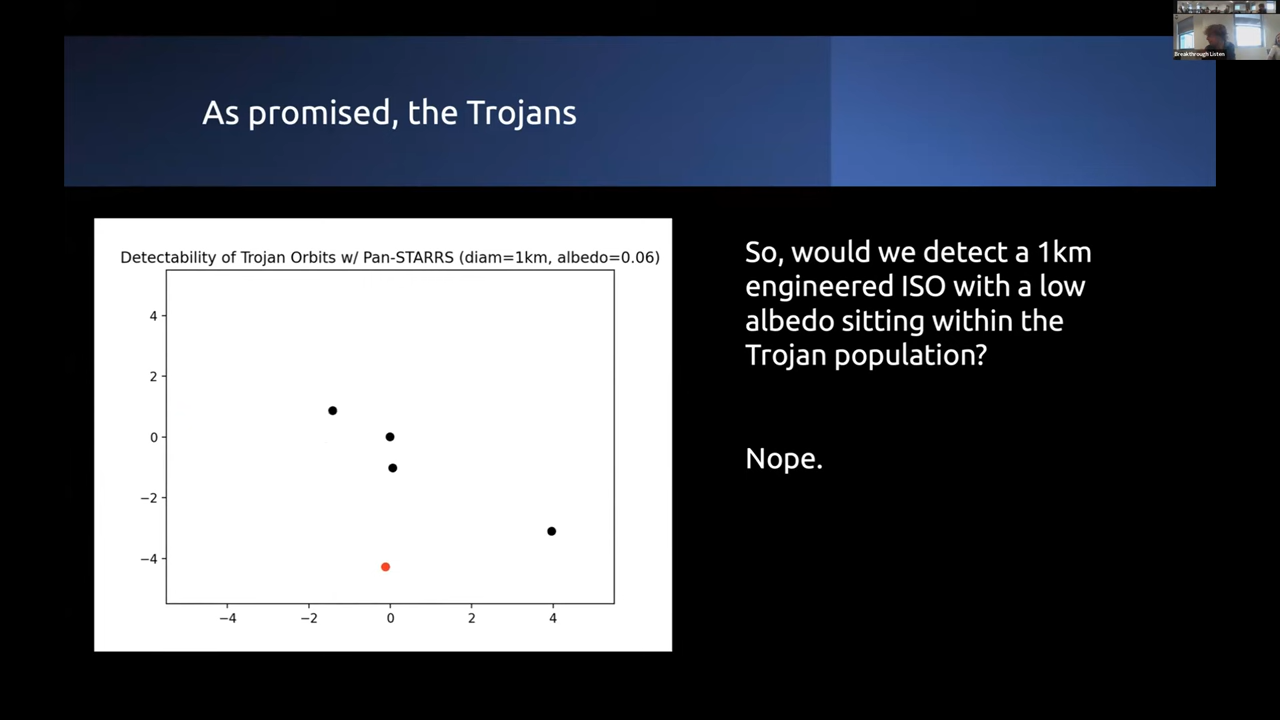 Breakthrough Listen
As promised, the Trojans
Detectability of Trojan Orbits w/ Pan-STARRS (diam=1km, albedo=0.06)
4
2
0
−2
−4
−4
−2
0
2
4
So, would we detect a 1km
engineered ISO with a low
albedo sitting within the
Trojan population?
Nope.